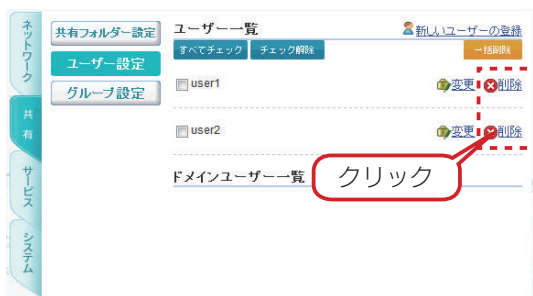 ネットワーク
共有
サービス
システム
共有フォルダー設定
ユーザー設定
グループ設定
ユーザー一覧
新しいユーザーの登録
すべてチェック チェック解除 一括削除
user1 変更 削除
user2 変更 削除
ドメインユーザー一覧
クリック